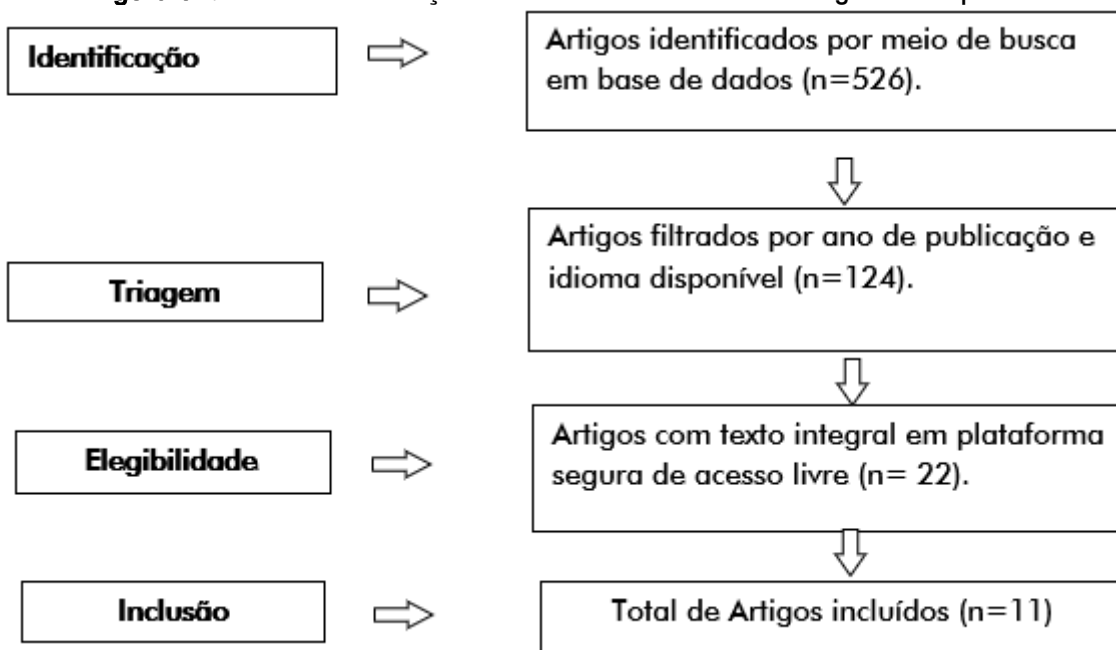 Identificação
Artigos identificados por meio de busca
em base de dados (n=526).
Triagem
Artigos filtrados por ano de publicação e
idioma disponível (n=124).
Elegibilidade
Artigos com texto integral em plataforma
segura de acesso livre (n= 22).
Inclusão
Total de Artigos incluídos (n=11)